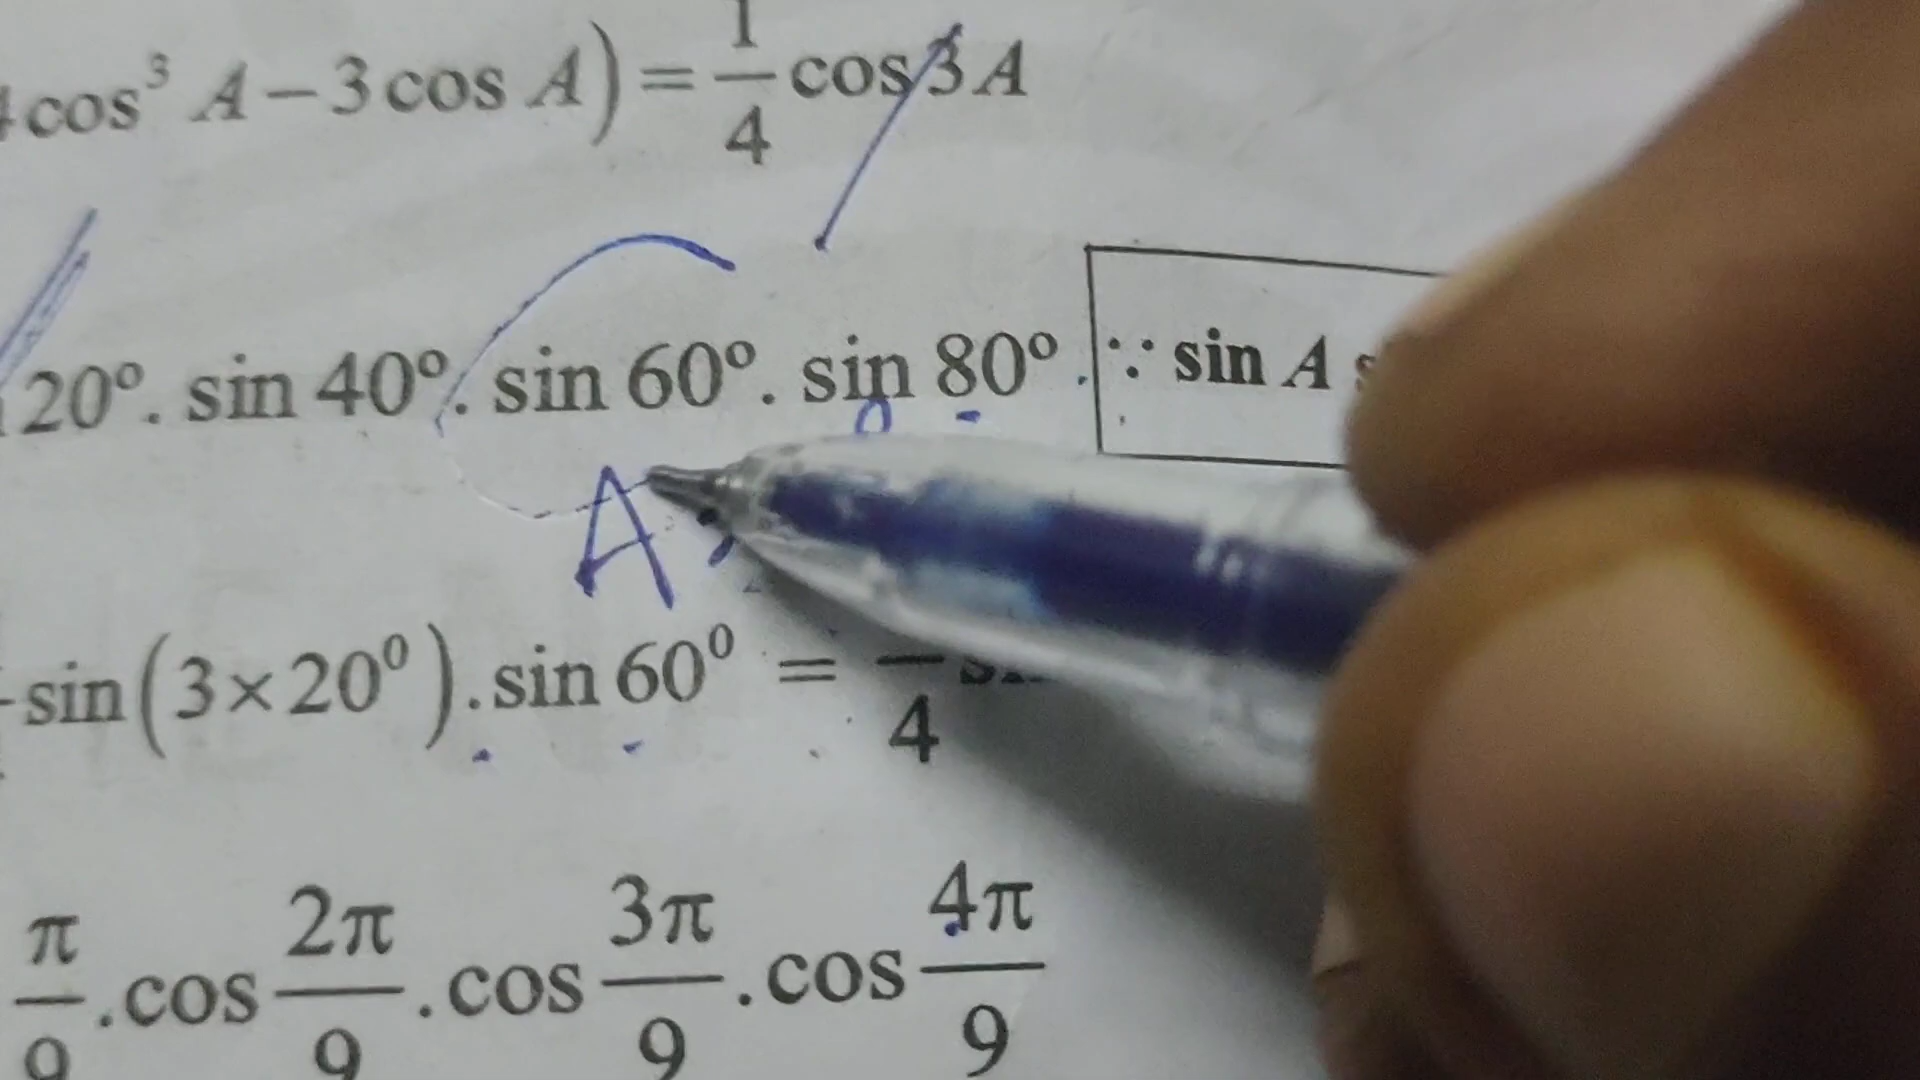 cos³ A − 3 cos A) = 1/4 cos 3A
20°. sin 40°. sin 60°. sin 80°. ∵ sin A
A
sin(3×20⁰).sin 60⁰ = /4
π/9 .cos 2π/9 .cos 3π/9 .cos 4π/9